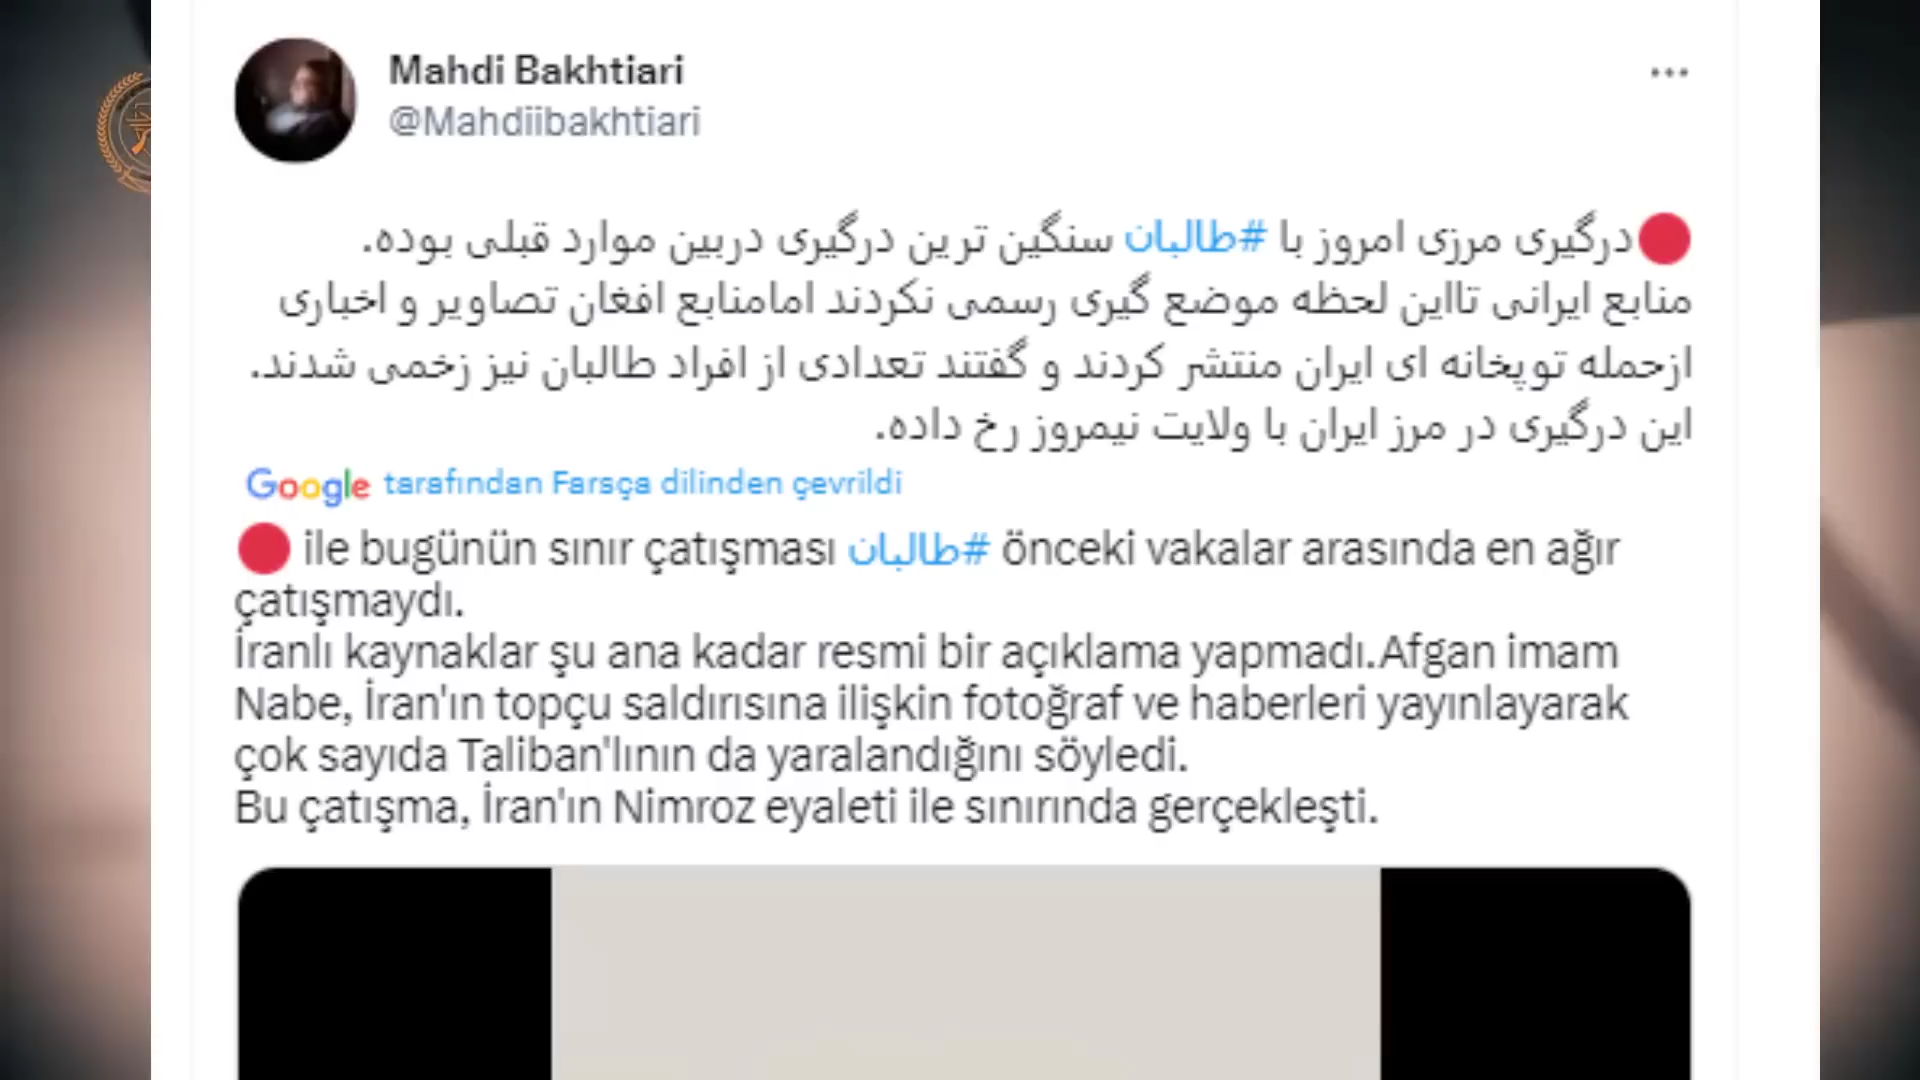 Mahdi Bakhtiari
@Mahdiibakhtiari
🔴درگیری مرزی امروز با #طالبان سنگین ترین درگیری دربین موارد قبلی بوده.
منابع ایرانی تااین لحظه موضع گیری رسمی نکردند امامنابع افغان تصاویر و اخباری
ازحمله توپخانه ای ایران منتشر کردند و گفتند تعدادی از افراد طالبان نیز زخمی شدند.
این درگیری در مرز ایران با ولایت نیمروز رخ داده.
Google tarafından Farsça dilinden çevrildi
🔴 ile bugünün sınır çatışması #طالبان önceki vakalar arasında en ağır
çatışmaydı.
İranlı kaynaklar şu ana kadar resmi bir açıklama yapmadı.Afgan imam
Nabe, İran'ın topçu saldırısına ilişkin fotoğraf ve haberleri yayınlayarak
çok sayıda Taliban'lının da yaralandığını söyledi.
Bu çatışma, İran'ın Nimroz eyaleti ile sınırında gerçekleşti.